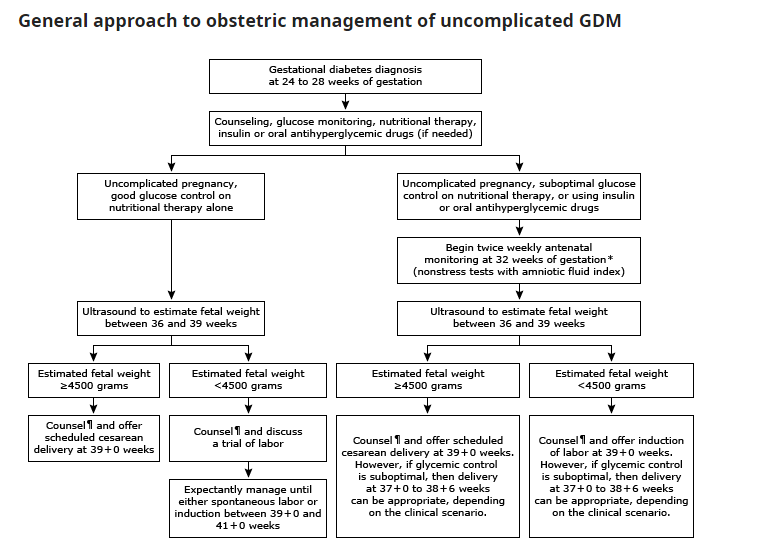 General approach to obstetric management of uncomplicated GDM
Gestational diabetes diagnosis
at 24 to 28 weeks of gestation
Counseling, glucose monitoring, nutritional therapy,
insulin or oral antihyperglycemic drugs (if needed)
Uncomplicated pregnancy,
good glucose control on
nutritional therapy alone
Uncomplicated pregnancy, suboptimal glucose
control on nutritional therapy, or using insulin
or oral antihyperglycemic drugs
Begin twice weekly antenatal
monitoring at 32 weeks of gestation*
(nonstress tests with amniotic fluid index)
Ultrasound to estimate fetal weight
between 36 and 39 weeks
Ultrasound to estimate fetal weight
between 36 and 39 weeks
Estimated fetal weight
≥4500 grams
Estimated fetal weight
<4500 grams
Estimated fetal weight
≥4500 grams
Estimated fetal weight
<4500 grams
Counsel¶ and offer
scheduled cesarean
delivery at 39+0 weeks
Counsel¶ and discuss
a trial of labor
Expectantly manage until
either spontaneous labor or
induction between 39+0 and
41+0 weeks
Counsel¶ and offer scheduled
cesarean delivery at 39+0 weeks.
However, if glycemic control
is suboptimal, then delivery
at 37+0 to 38+6 weeks
can be appropriate, depending
on the clinical scenario.
Counsel¶ and offer induction
of labor at 39+0 weeks.
However, if glycemic control
is suboptimal, then delivery
at 37+0 to 38+6 weeks
can be appropriate, depending
on the clinical scenario.